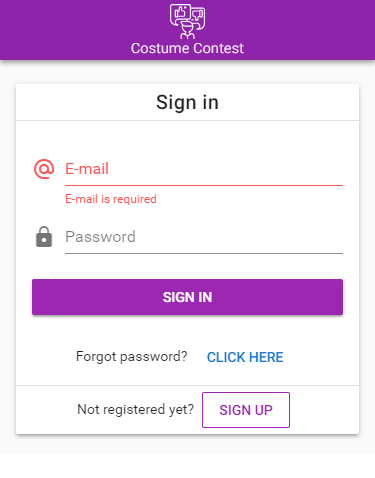 Costume Contest
Sign in
E-mail
E-mail is required
Password
SIGN IN
Forgot password? CLICK HERE
Not registered yet? SIGN UP